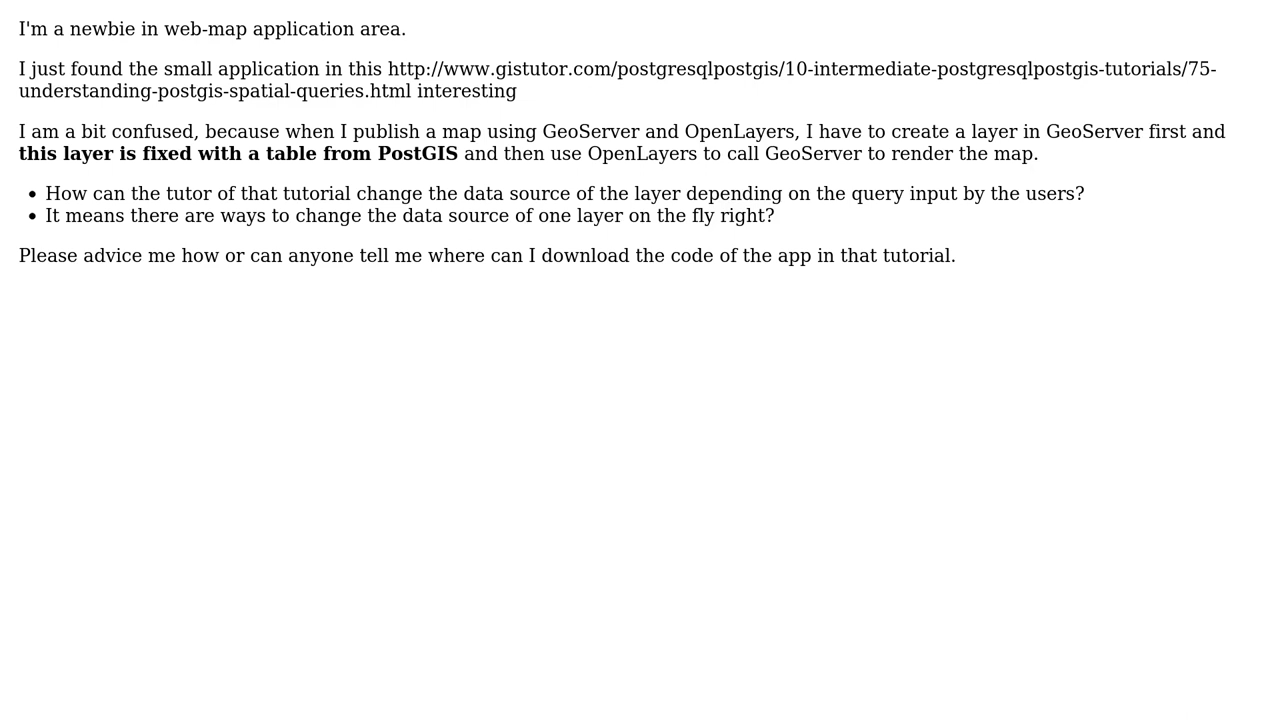 I'm a newbie in web-map application area.
I just found the small application in this http://www.gistutor.com/postgresqlpostgis/10-intermediate-postgresqlpostgis-tutorials/75-
understanding-postgis-spatial-queries.html interesting
I am a bit confused, because when I publish a map using GeoServer and OpenLayers, I have to create a layer in GeoServer first and
this layer is fixed with a table from PostGIS and then use OpenLayers to call GeoServer to render the map.
• How can the tutor of that tutorial change the data source of the layer depending on the query input by the users?
• It means there are ways to change the data source of one layer on the fly right?
Please advice me how or can anyone tell me where can I download the code of the app in that tutorial.